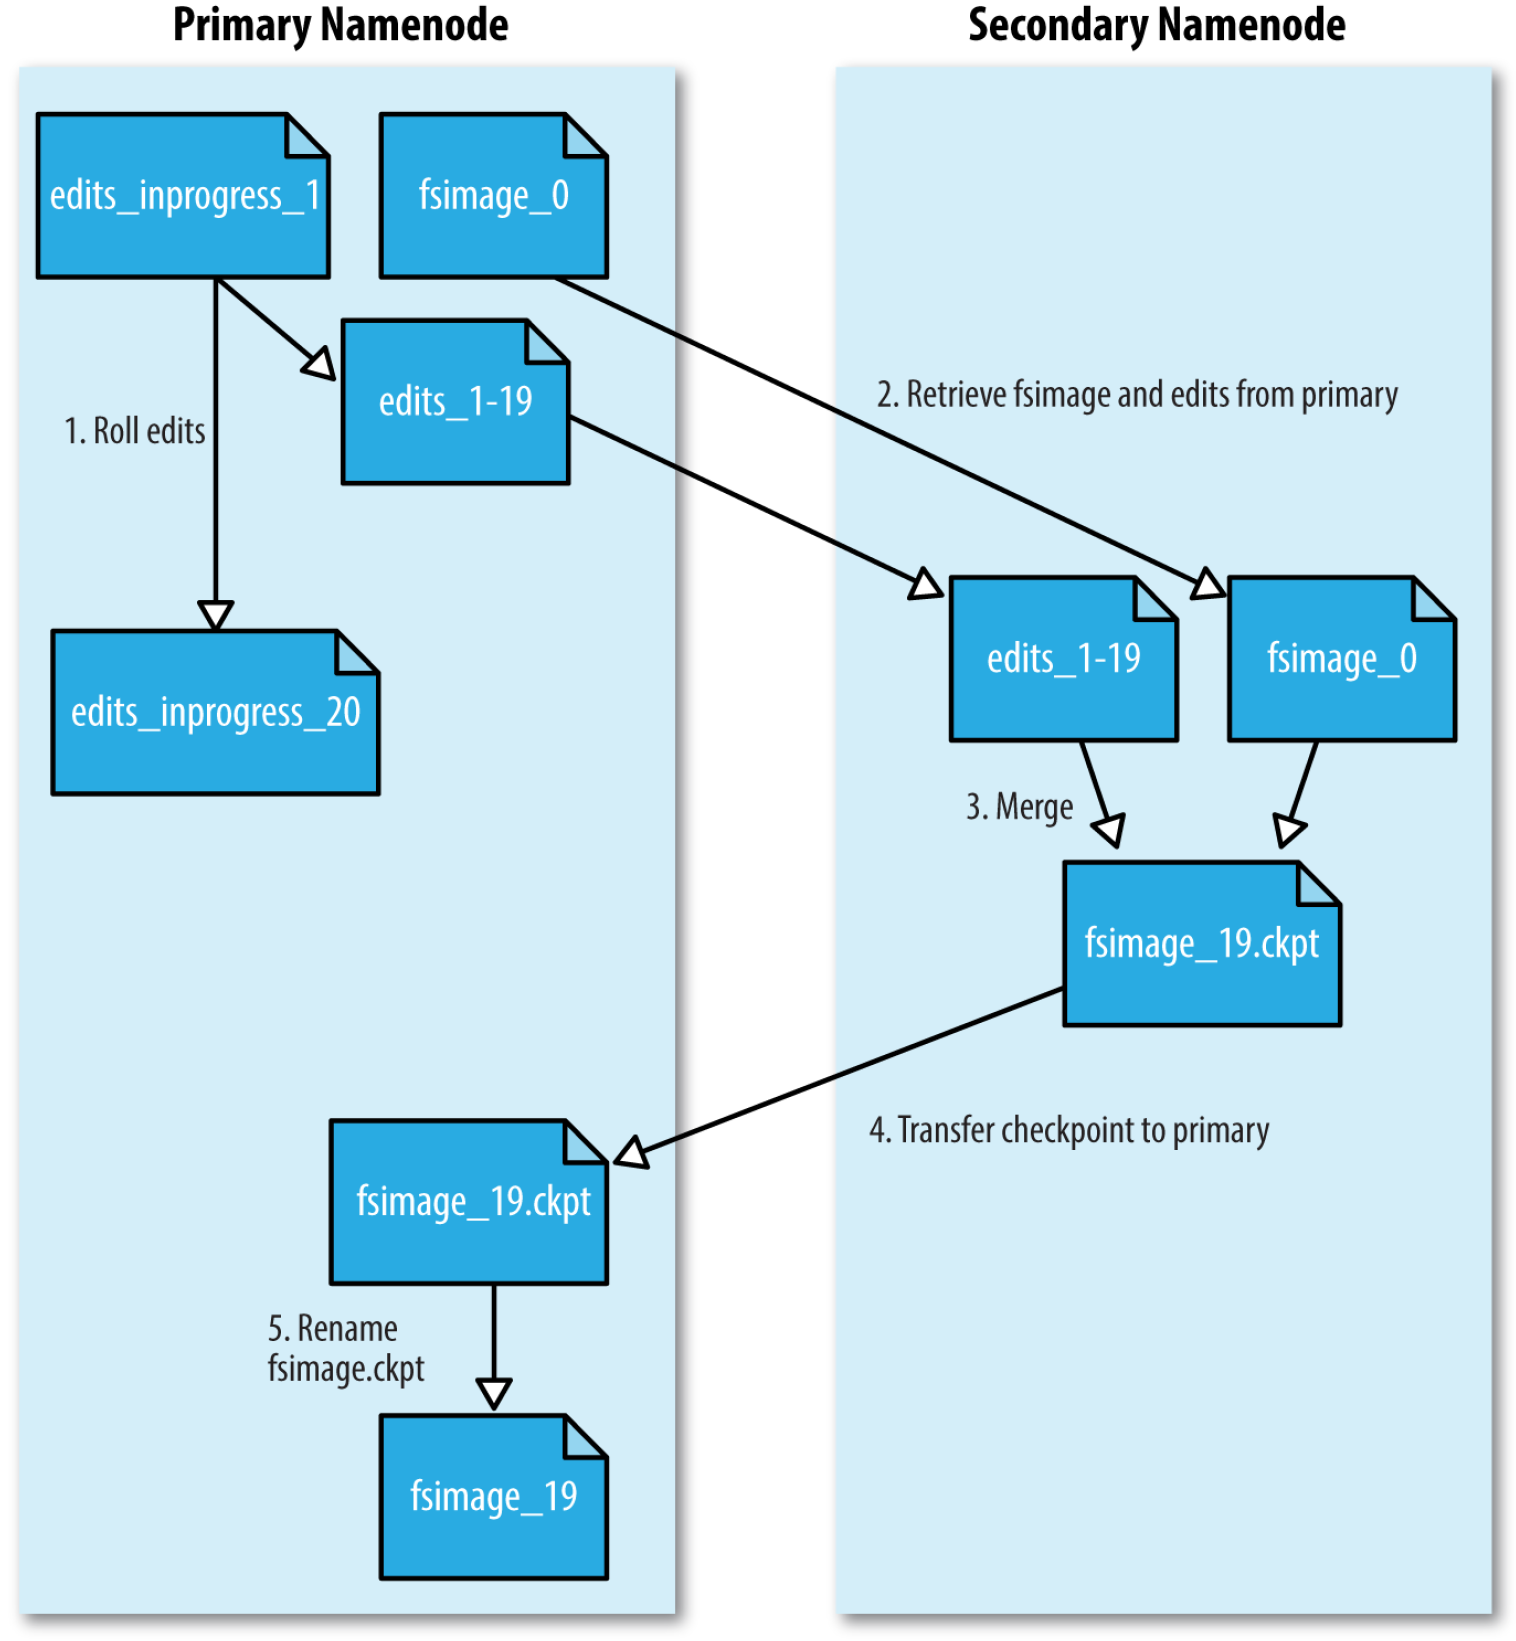 Primary Namenode
Secondary Namenode
edits_inprogress_1
fsimage_0
edits_1-19
2. Retrieve fsimage and edits from primary
1. Roll edits
edits_1-19
fsimage_0
edits_inprogress_20
3. Merge
fsimage_19.ckpt
4. Transfer checkpoint to primary
fsimage_19.ckpt
5. Rename
fsimage.ckpt
fsimage_19